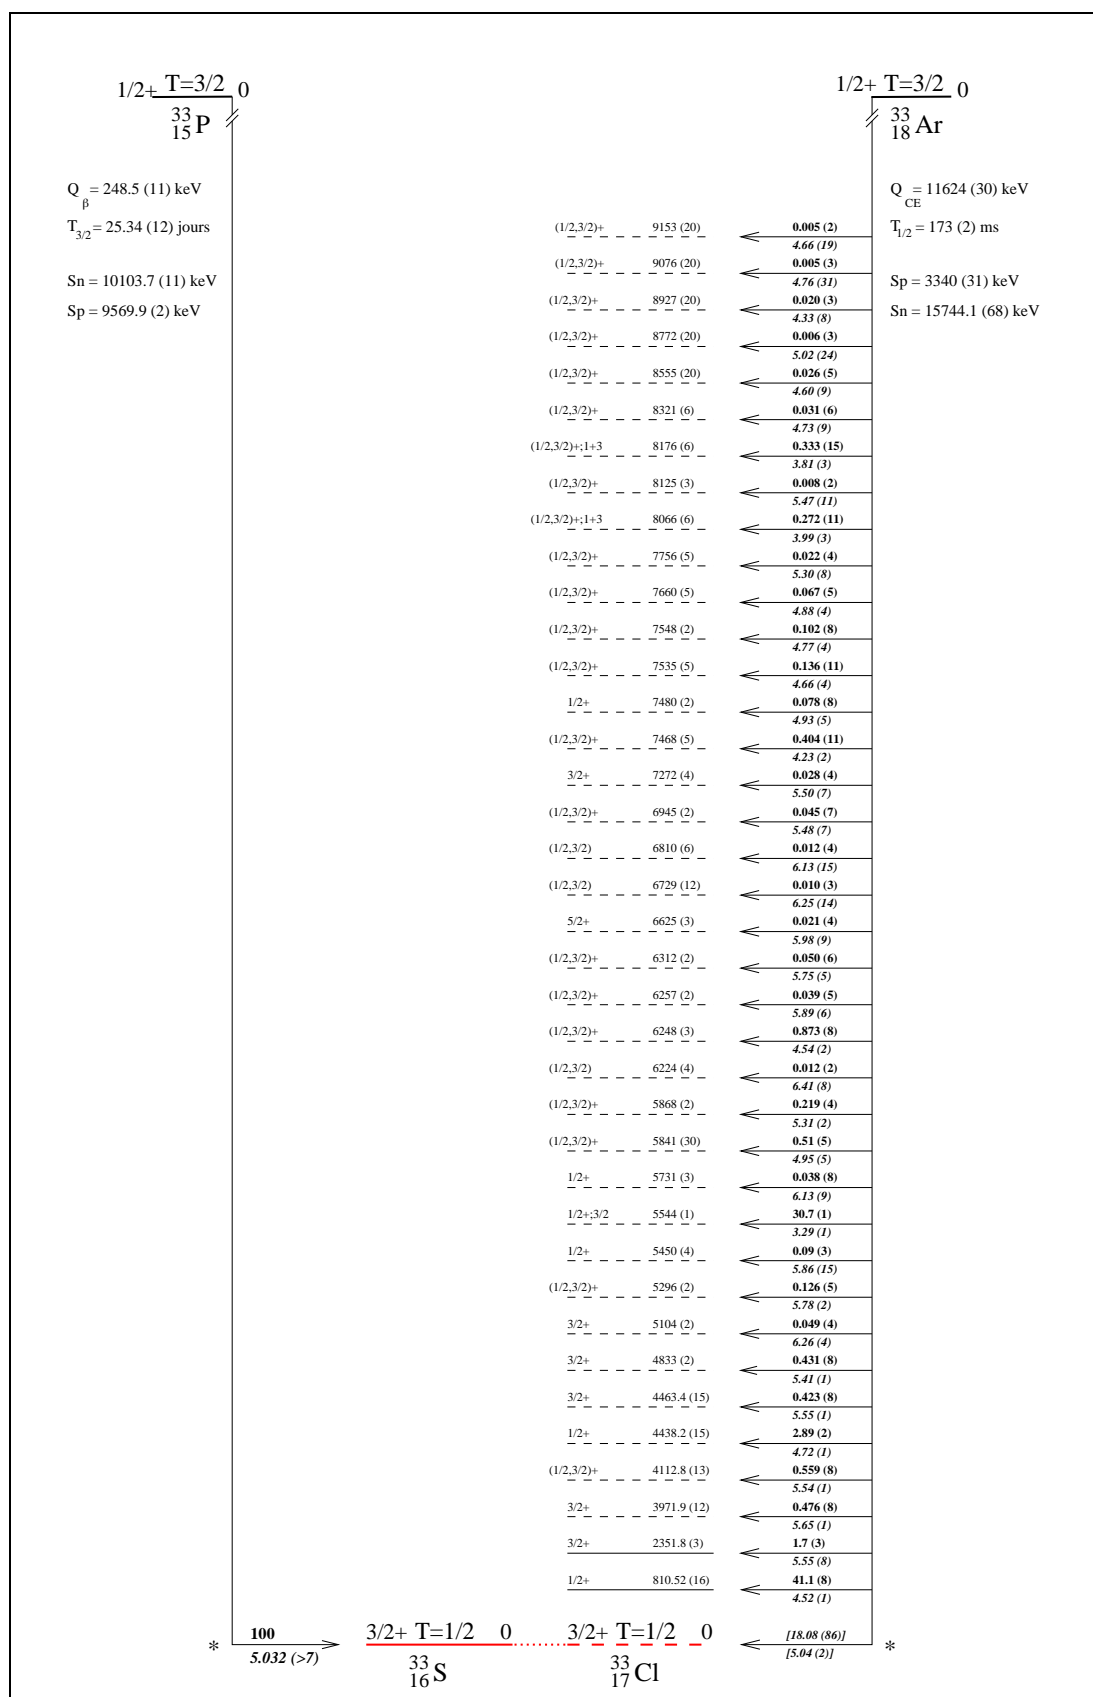 1/2+ T=3/2 0
33
15 P
Q β = 248.5 (11) keV
T3/2 = 25.34 (12) jours
Sn = 10103.7 (11) keV
Sp = 9569.9 (2) keV
1/2+ T=3/2 0
33
18 Ar
Q CE = 11624 (30) keV
T1/2 = 173 (2) ms
Sp = 3340 (31) keV
Sn = 15744.1 (68) keV
(1/2,3/2)+ 9153 (20) 0.005 (2)
4.66 (19)
(1/2,3/2)+ 9076 (20) 0.005 (3)
4.76 (31)
(1/2,3/2)+ 8927 (20) 0.020 (3)
4.33 (8)
(1/2,3/2)+ 8772 (20) 0.006 (3)
5.02 (24)
(1/2,3/2)+ 8555 (20) 0.026 (5)
4.60 (9)
(1/2,3/2)+ 8321 (6) 0.031 (6)
4.73 (9)
(1/2,3/2)+;1+3 8176 (6) 0.333 (15)
3.81 (3)
(1/2,3/2)+ 8125 (3) 0.008 (2)
5.47 (11)
(1/2,3/2)+;1+3 8066 (6) 0.272 (11)
3.99 (3)
(1/2,3/2)+ 7756 (5) 0.022 (4)
5.30 (8)
(1/2,3/2)+ 7660 (5) 0.067 (5)
4.88 (4)
(1/2,3/2)+ 7548 (2) 0.102 (8)
4.77 (4)
(1/2,3/2)+ 7535 (5) 0.136 (11)
4.66 (4)
1/2+ 7480 (2) 0.078 (8)
4.93 (5)
(1/2,3/2)+ 7468 (5) 0.404 (11)
4.23 (2)
3/2+ 7272 (4) 0.028 (4)
5.50 (7)
(1/2,3/2)+ 6945 (2) 0.045 (7)
5.48 (7)
(1/2,3/2) 6810 (6) 0.012 (4)
6.13 (15)
(1/2,3/2) 6729 (12) 0.010 (3)
6.25 (14)
5/2+ 6625 (3) 0.021 (4)
5.98 (9)
(1/2,3/2)+ 6312 (2) 0.050 (6)
5.75 (5)
(1/2,3/2)+ 6257 (2) 0.039 (5)
5.89 (6)
(1/2,3/2)+ 6248 (3) 0.873 (8)
4.54 (2)
(1/2,3/2) 6224 (4) 0.012 (2)
6.41 (8)
(1/2,3/2)+ 5868 (2) 0.219 (4)
5.31 (2)
(1/2,3/2)+ 5841 (30) 0.51 (5)
4.95 (5)
1/2+ 5731 (3) 0.038 (8)
6.13 (9)
1/2+;3/2 5544 (1) 30.7 (1)
3.29 (1)
1/2+ 5450 (4) 0.09 (3)
5.86 (15)
(1/2,3/2)+ 5296 (2) 0.126 (5)
5.78 (2)
3/2+ 5104 (2) 0.049 (4)
6.26 (4)
3/2+ 4833 (2) 0.431 (8)
5.41 (1)
3/2+ 4463.4 (15) 0.423 (8)
5.55 (1)
1/2+ 4438.2 (15) 2.89 (2)
4.72 (1)
(1/2,3/2)+ 4112.8 (13) 0.559 (8)
5.54 (1)
3/2+ 3971.9 (12) 0.476 (8)
5.65 (1)
3/2+ 2351.8 (3) 1.7 (3)
5.55 (8)
1/2+ 810.52 (16) 41.1 (8)
4.52 (1)
* 100 3/2+ T=1/2 0 3/2+ T=1/2 0 [18.08 (86)] *
5.032 (>7) [5.04 (2)]
33 33
16 S 17 Cl